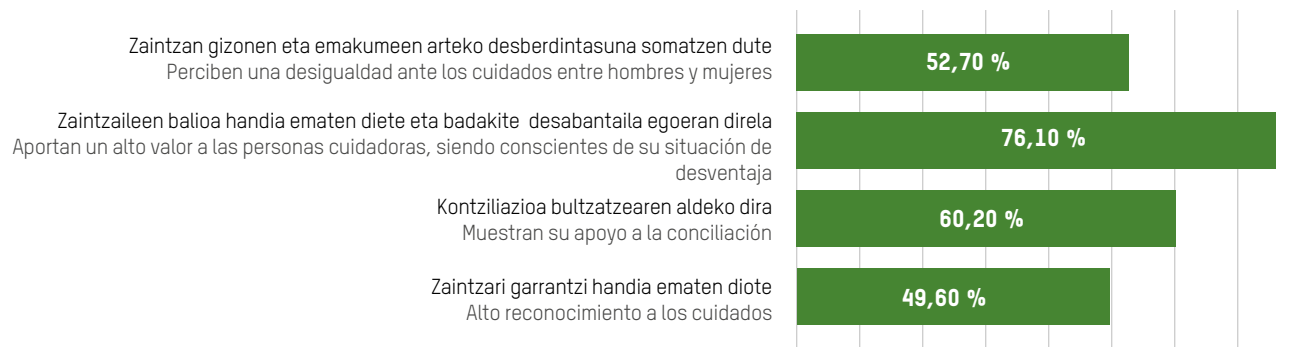 Zaintzan gizonen eta emakumeen arteko desberdintasuna somatzen dute
Perciben una desigualdad ante los cuidados entre hombres y mujeres
52,70 %
Zaintzaileen balioa handia ematen diete eta badakite desabantaila egoeran direla
Aportan un alto valor a las personas cuidadoras, siendo conscientes de su situación de
desventaja
76,10 %
Kontziliazioa bultzatzearen aldeko dira
Muestran su apoyo a la conciliación
60,20 %
Zaintzari garrantzi handia ematen diote
Alto reconocimiento a los cuidados
49,60 %